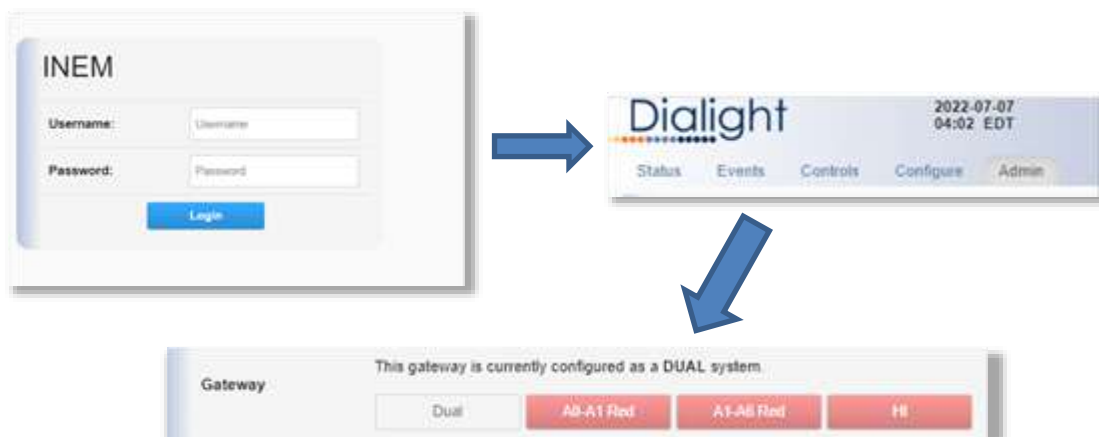 INEM
Username: Username
Password: Password
Login
Dialight
2022-07-07
04:02 EDT
Status Events Controls Configure Admin
This gateway is currently configured as a DUAL system.
Gateway
Dual A0-A1 Red A1-A6 Red HI